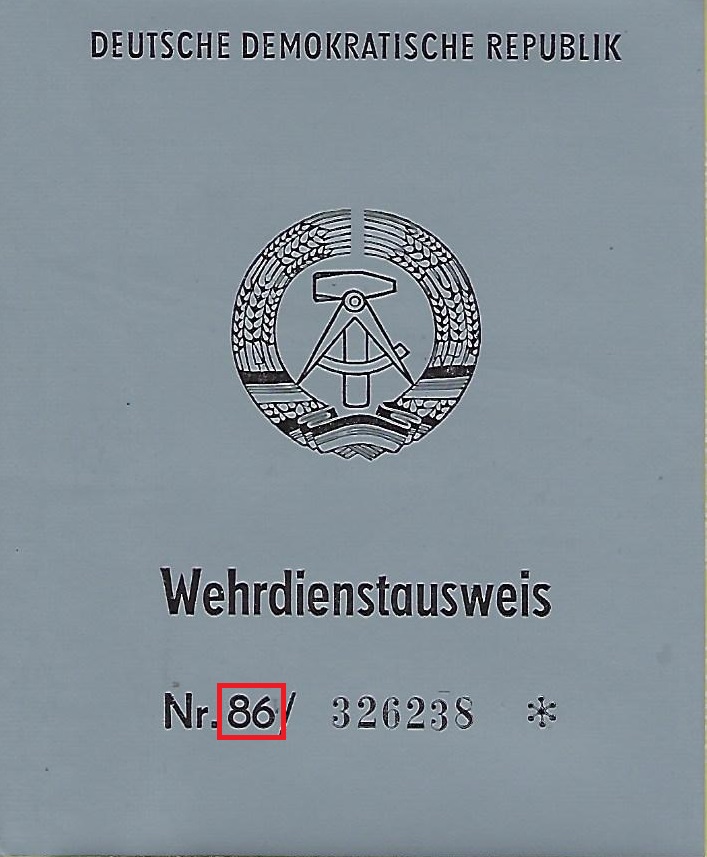 DEUTSCHE DEMOKRATISCHE REPUBLIK
Wehrdienstausweis
Nr. 86/ 326238 *